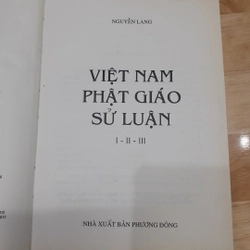 NGUYỄN LANG
VIỆT NAM
PHẬT GIÁO
SỬ LUẬN
I - II - III
NHÀ XUẤT BẢN PHƯƠNG ĐÔNG